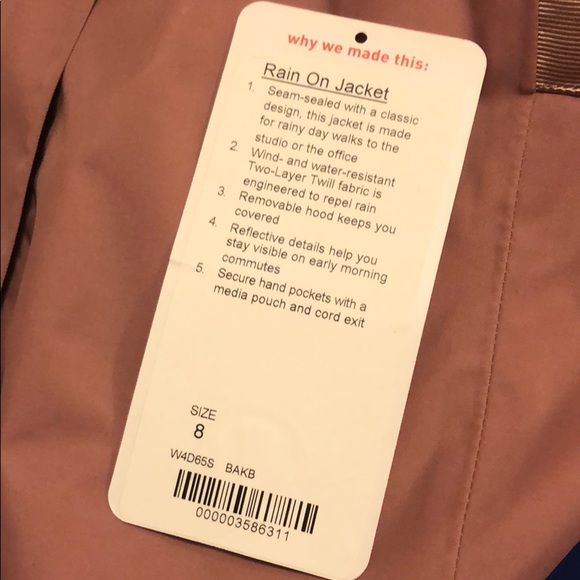 why we made this:
Rain On Jacket
1. Seam-sealed with a classic
design, this jacket is made
for rainy day walks to the
studio or the office
2. Wind- and water-resistant
Two-Layer Twill fabric is
engineered to repel rain
3. Removable hood keeps you
covered
4. Reflective details help you
stay visible on early morning
commutes
5. Secure hand pockets with a
media pouch and cord exit
SIZE
8
W4D65S BAKB
000003586311